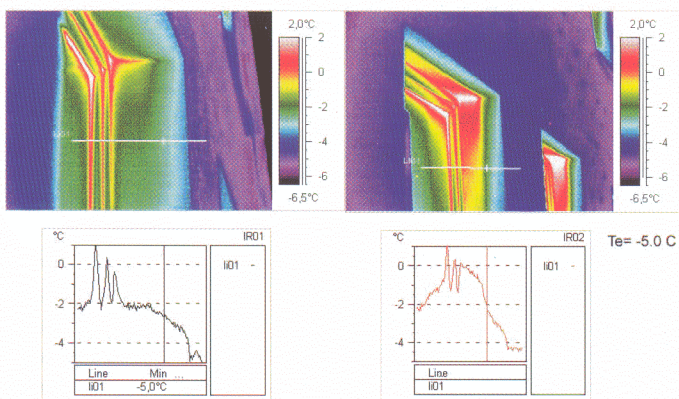 2,0°C
2
0
-2
-4
-6
-6,5°C
LI01
2,0°C
2
0
-2
-4
-6
-6,5°C
LI01
°C
IR01
0
-2
-4
li01 -
Line Min ...
li01 -5,0°C
°C
IR02
0
-2
-4
li01 -
Line
li01
Te= -5.0 C